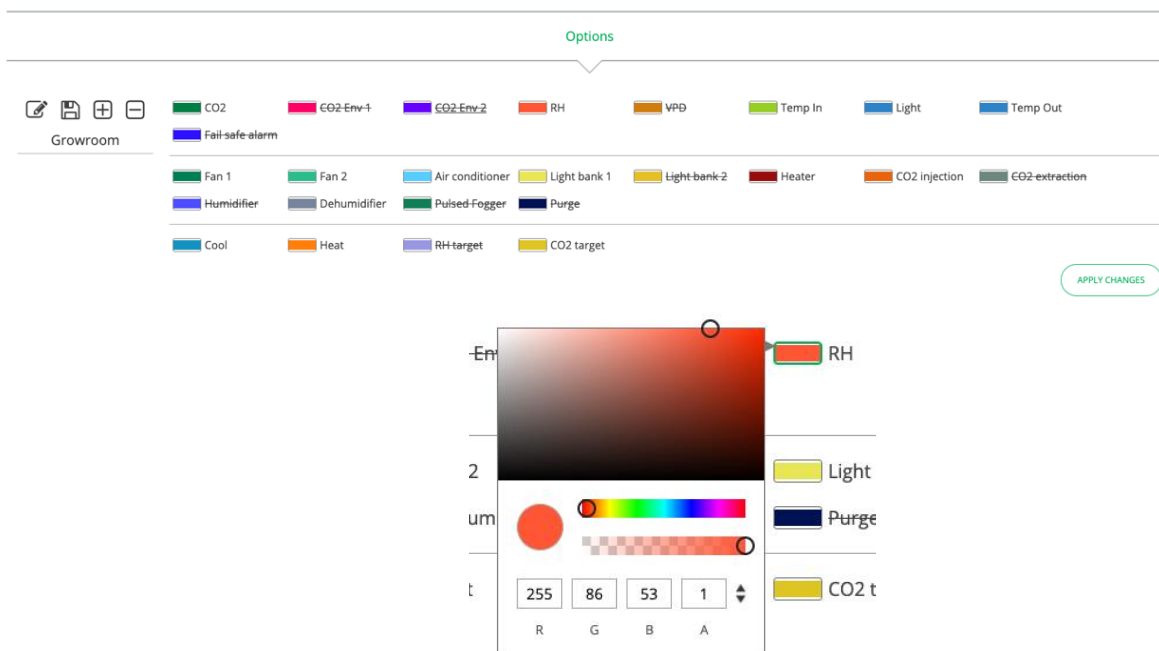 Options
CO2 CO2 Env 1 CO2 Env 2 RH VPD Temp In Light Temp Out
Growroom
Fail safe alarm
Fan 1 Fan 2 Air conditioner Light bank 1 Light bank 2 Heater CO2 injection CO2 extraction
Humidifier Dehumidifier Pulsed Fogger Purge
Cool Heat RH target CO2 target
APPLY CHANGES
En RH
2 Light
um Purge
255 86 53 1
t CO2 t
R G B A